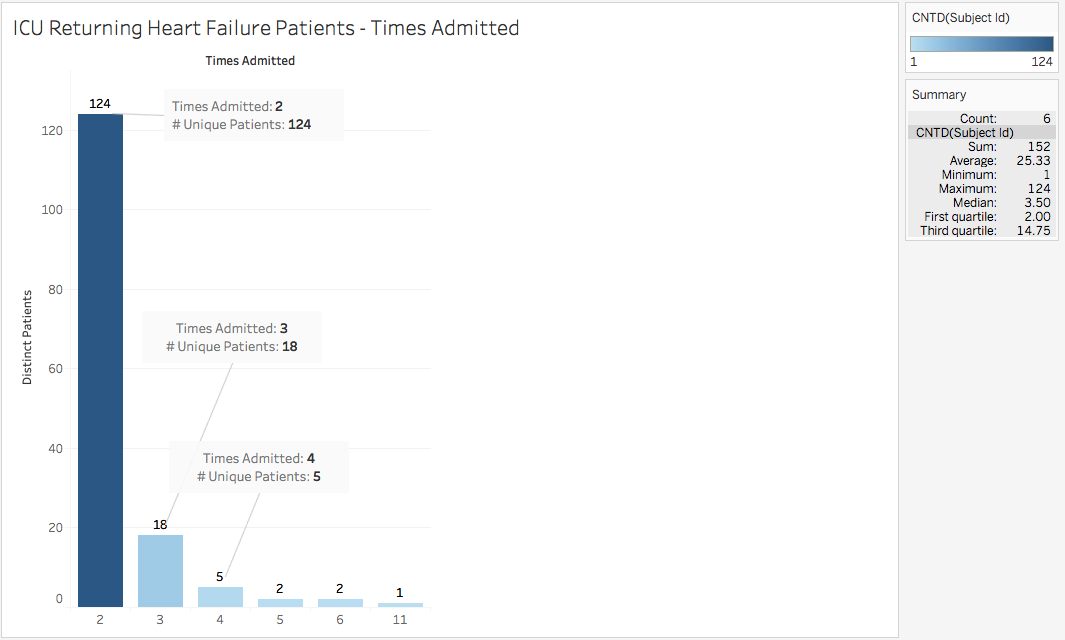 ICU Returning Heart Failure Patients - Times Admitted
Times Admitted
124
Times Admitted: 2
# Unique Patients: 124
120
100
80
Distinct Patients
Times Admitted: 3
# Unique Patients: 18
60
40
Times Admitted: 4
# Unique Patients: 5
20
18
5
2
2
1
0
2 3 4 5 6 11
CNTD(Subject Id)
1 124
Summary
Count: 6
CNTD(Subject Id)
Sum: 152
Average: 25.33
Minimum: 1
Maximum: 124
Median: 3.50
First quartile: 2.00
Third quartile: 14.75